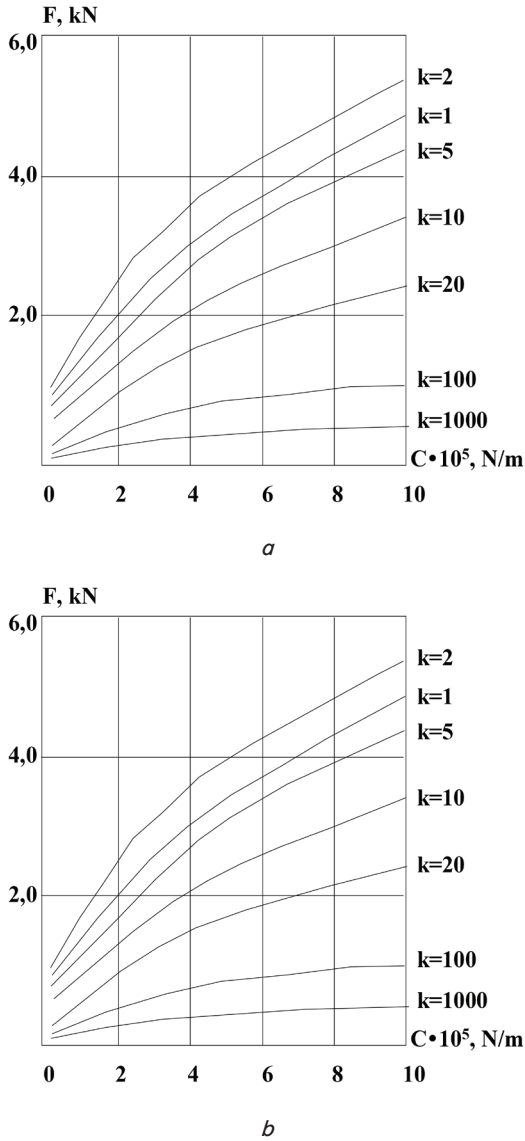 F, kN
6,0
k=2
k=1
k=5
4,0
k=10
k=20
2,0
k=100
k=1000
C•10⁵, N/m
0 2 4 6 8 10
a
F, kN
6,0
k=2
k=1
k=5
4,0
k=10
k=20
2,0
k=100
k=1000
C•10⁵, N/m
0 2 4 6 8 10
b